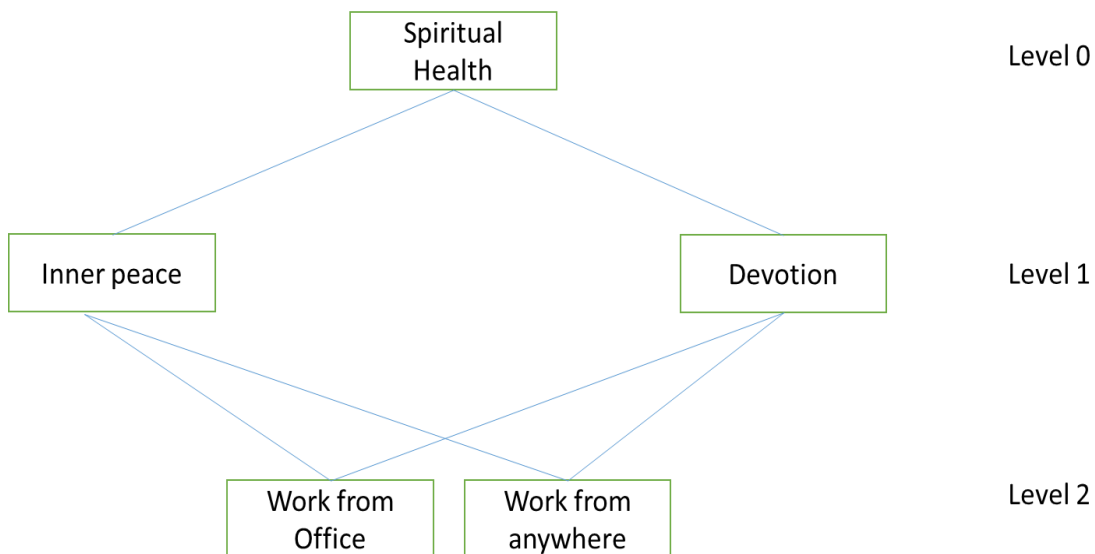 Spiritual
Health
Level 0
Inner peace
Devotion
Level 1
Work from
Office
Work from
anywhere
Level 2